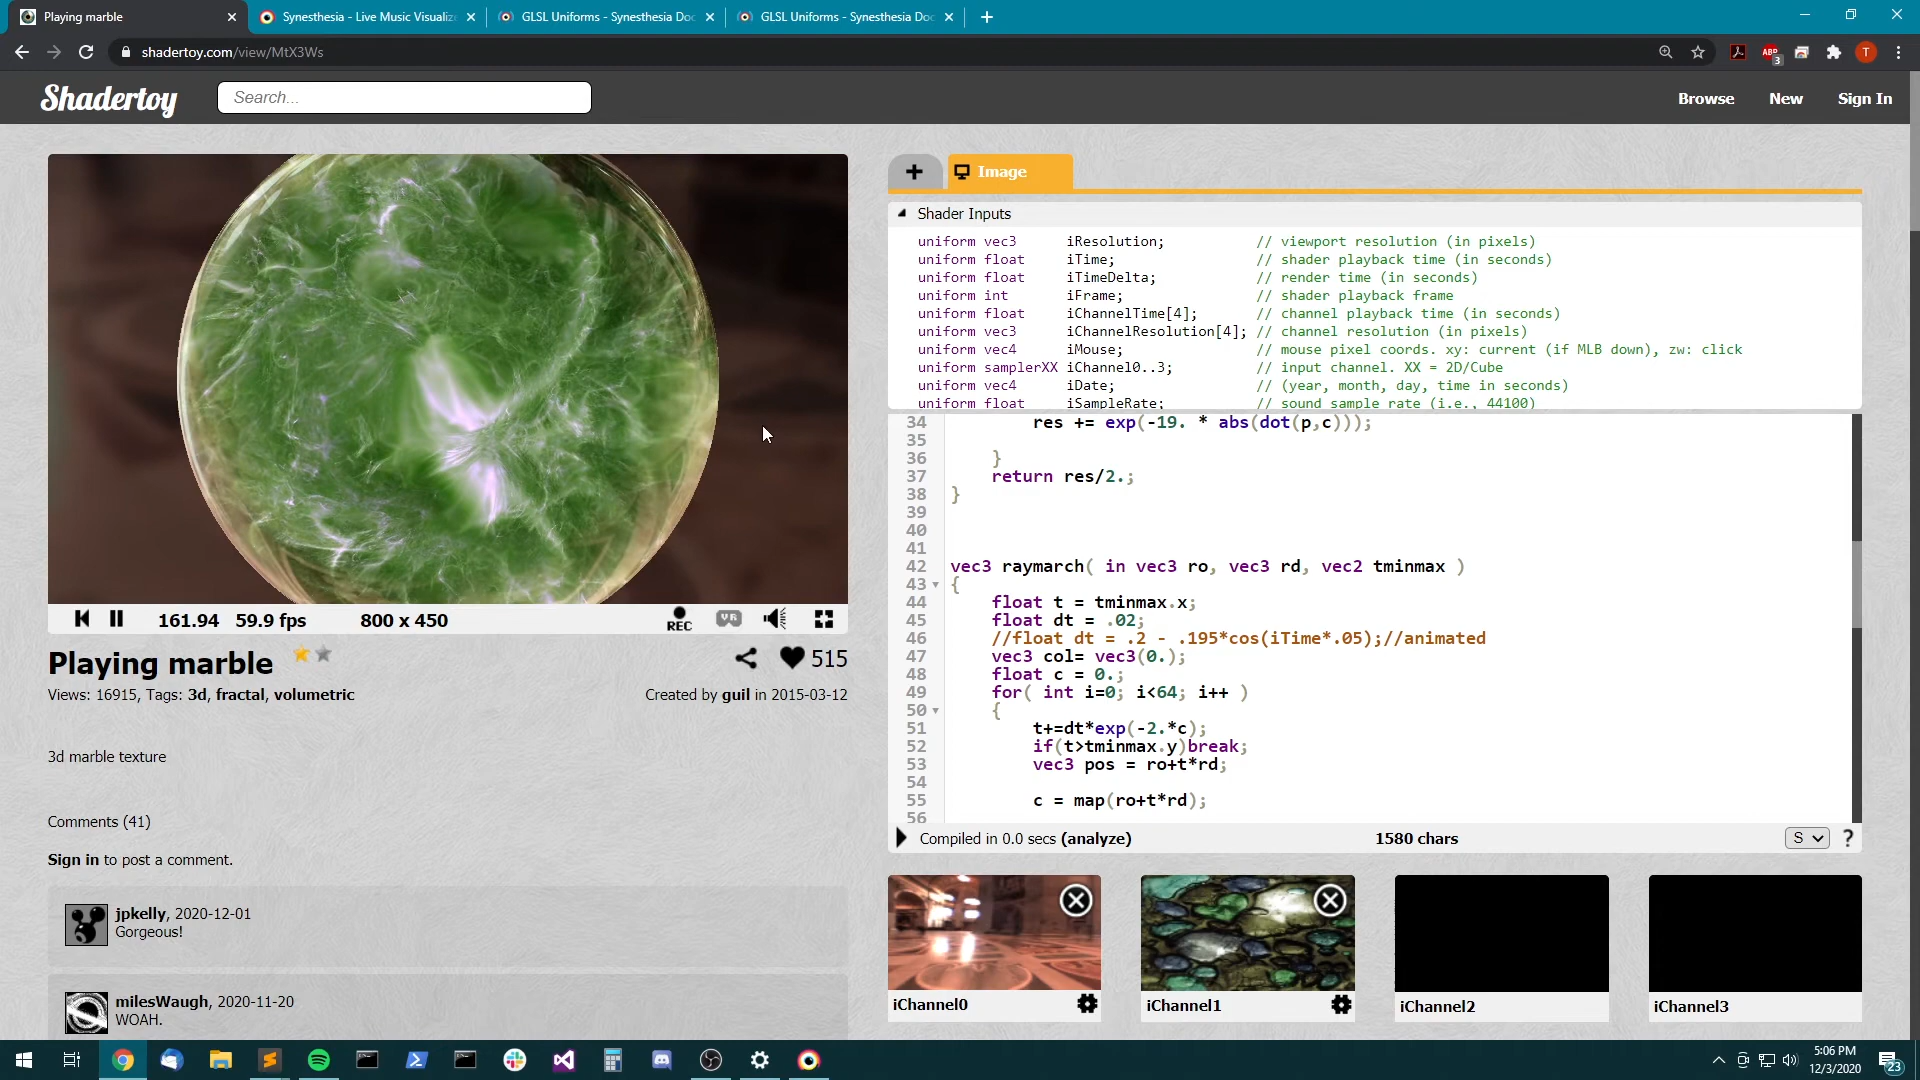 Playing marble
Synesthesia - Live Music Visualiz
GLSL Uniforms - Synesthesia Doc
GLSL Uniforms - Synesthesia Doc
shadertoy.com/view/MtX3Ws
ABP
3
T
Shadertoy
Search...
Browse
New
Sign In
Image
Shader Inputs
uniform vec3 iResolution; // viewport resolution (in pixels)
uniform float iTime; // shader playback time (in seconds)
uniform float iTimeDelta; // render time (in seconds)
uniform int iFrame; // shader playback frame
uniform float iChannelTime[4]; // channel playback time (in seconds)
uniform vec3 iChannelResolution[4]; // channel resolution (in pixels)
uniform vec4 iMouse; // mouse pixel coords. xy: current (if MLB down), zw: click
uniform samplerXX iChannel0..3; // input channel. XX = 2D/Cube
uniform vec4 iDate; // (year, month, day, time in seconds)
uniform float iSampleRate; // sound sample rate (i.e., 44100)
34 res += exp(-19. * abs(dot(p,c)));
35
36 }
37 return res/2.;
38 }
39
40
41
42 vec3 raymarch( in vec3 ro, vec3 rd, vec2 tminmax )
43 {
44 float t = tminmax.x;
45 float dt = .02;
46 //float dt = .2 - .195*cos(iTime*.05);//animated
47 vec3 col= vec3(0.);
48 float c = 0.;
49 for( int i=0; i<64; i++ )
50 {
51 t+=dt*exp(-2.*c);
52 if(t>tminmax.y)break;
53 vec3 pos = ro+t*rd;
54
55 c = map(ro+t*rd);
56
Compiled in 0.0 secs (analyze)
1580 chars
S
?
161.94
59.9 fps
800 x 450
REC
VR
Playing marble
515
Views: 16915, Tags: 3d, fractal, volumetric
Created by guil in 2015-03-12
3d marble texture
Comments (41)
Sign in to post a comment.
jpkelly, 2020-12-01
Gorgeous!
milesWaugh, 2020-11-20
WOAH.
iChannel0
iChannel1
iChannel2
iChannel3
5:06 PM
12/3/2020
23